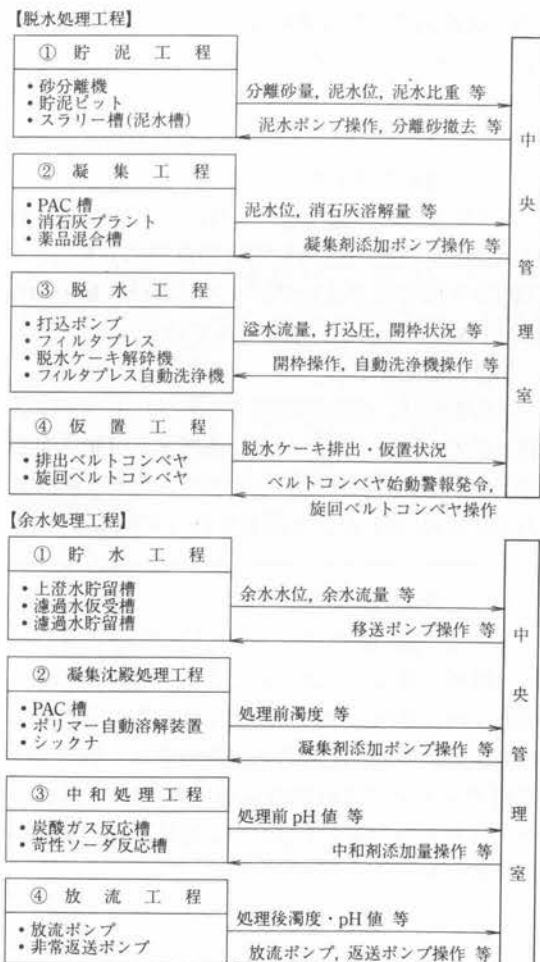 【脱水処理工程】
① 貯泥工程
• 砂分離機
• 貯泥ピット
• スラリー槽(泥水槽)
分離砂量, 泥水位, 泥水比重 等
泥水ポンプ操作, 分離砂撤去 等
② 凝集工程
• PAC 槽
• 消石灰プラント
• 薬品混合槽
泥水位, 消石灰溶解量 等
凝集剤添加ポンプ操作 等
③ 脱水工程
• 打込ポンプ
• フィルタプレス
• 脱水ケーキ解砕機
• フィルタプレス自動洗浄機
溢水流量, 打込圧, 開枠状況 等
開枠操作, 自動洗浄機操作 等
④ 仮置工程
• 排出ベルトコンベヤ
• 旋回ベルトコンベヤ
脱水ケーキ排出・仮置状況
ベルトコンベヤ始動警報発令,
旋回ベルトコンベヤ操作
中央管理室
【余水処理工程】
① 貯水工程
• 上澄水貯留槽
• 濾過水仮受槽
• 濾過水貯留槽
余水水位, 余水流量 等
移送ポンプ操作 等
② 凝集沈殿処理工程
• PAC 槽
• ポリマー自動溶解装置
• シックナ
処理前濁度 等
凝集剤添加ポンプ操作 等
③ 中和処理工程
• 炭酸ガス反応槽
• 苛性ソーダ反応槽
処理前 pH 値 等
中和剤添加量操作 等
④ 放流工程
• 放流ポンプ
• 非常返送ポンプ
処理後濁度・pH 値 等
放流ポンプ, 返送ポンプ操作 等
中央管理室